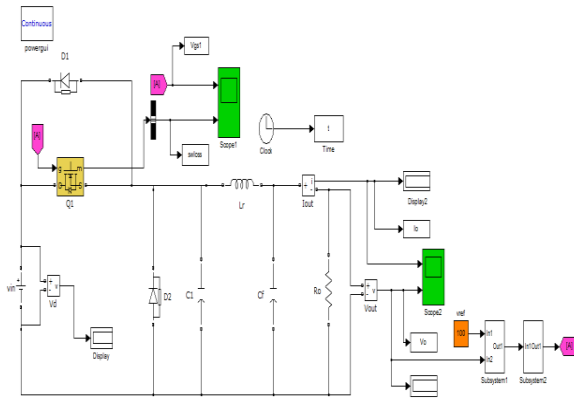 Continuous
powergui
D1
Vgs1
[A]
Scope1
Clock
t
Time
[A]
swloss
g
m
D
S
Q1
Lr
i
Iout
Display2
Io
Scope2
vin
Vd
v
Display
D2
C1
Cf
Ro
v
Vout
Vo
vref
100
In1
In2
Out1
Subsystem1
In1
Out1
Subsystem2
[A]